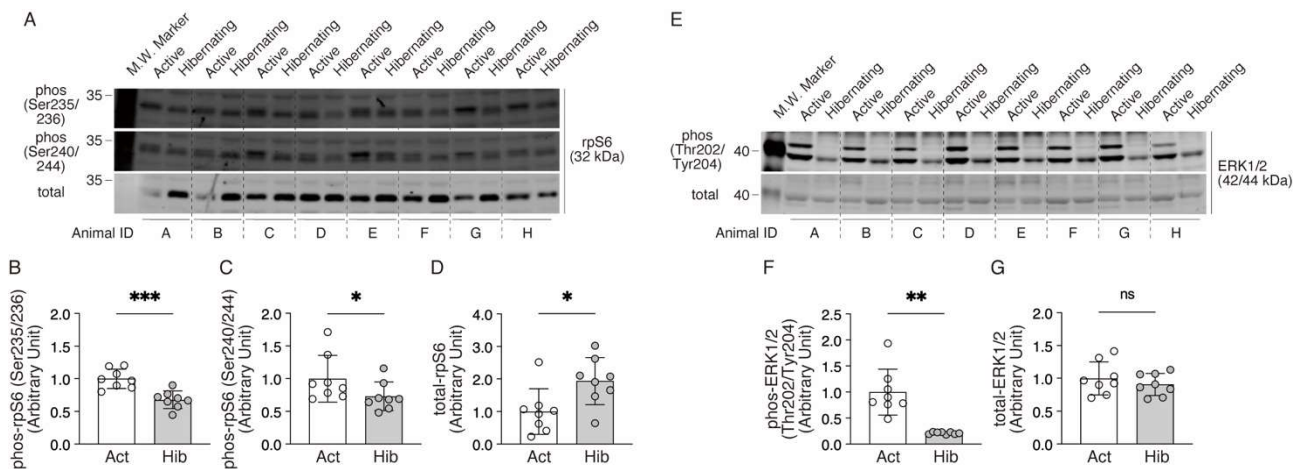 A
M.W. Marker
Active
Hibernating
Active
Hibernating
Active
Hibernating
Active
Hibernating
Active
Hibernating
Active
Hibernating
Active
Hibernating
Active
Hibernating
phos
(Ser235/
236)
35
phos
(Ser240/
244)
35
total
35
rpS6
(32 kDa)
Animal ID A B C D E F G H
E
M.W. Marker
Active
Hibernating
Active
Hibernating
Active
Hibernating
Active
Hibernating
Active
Hibernating
Active
Hibernating
Active
Hibernating
Active
Hibernating
phos
(Thr202/
Tyr204)
40
total
40
ERK1/2
(42/44 kDa)
Animal ID A B C D E F G H
B
phos-rpS6 (Ser235/236)
(Arbitrary Unit)
2.0
1.5
1.0
0.5
0.0
***
Act Hib
C
phos-rpS6 (Ser240/244)
(Arbitrary Unit)
2.0
1.5
1.0
0.5
0.0
*
Act Hib
D
total-rpS6
(Arbitrary Unit)
4.0
3.0
2.0
1.0
0.0
*
Act Hib
F
phos-ERK1/2
(Thr202/Tyr204)
(Arbitrary Unit)
2.5
2.0
1.5
1.0
0.5
0.0
**
Act Hib
G
total-ERK1/2
(Arbitrary Unit)
2.0
1.5
1.0
0.5
0.0
ns
Act Hib